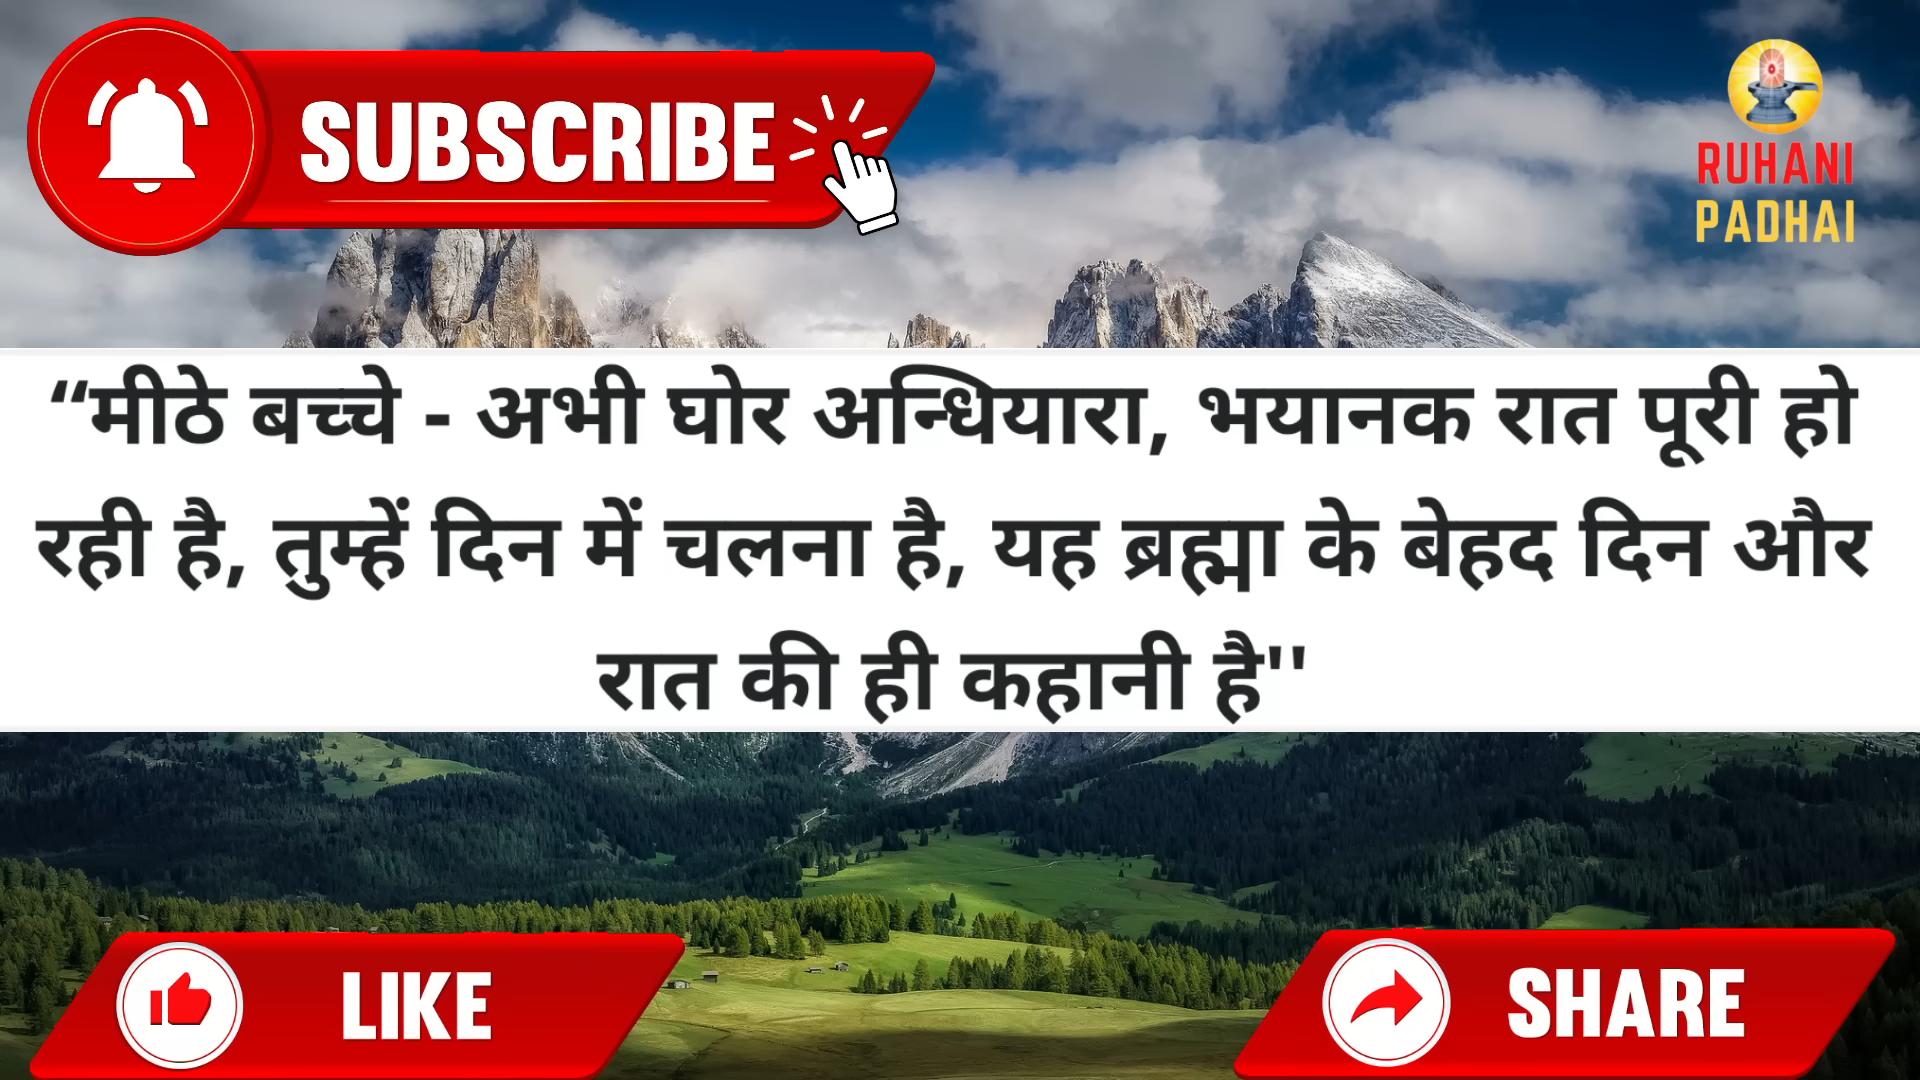 SUBSCRIBE
RUHANI
PADHAI
“मीठे बच्चे - अभी घोर अन्धियारा, भयानक रात पूरी हो
रही है, तुम्हें दिन में चलना है, यह ब्रह्मा के बेहद दिन और
रात की ही कहानी है''
LIKE
SHARE